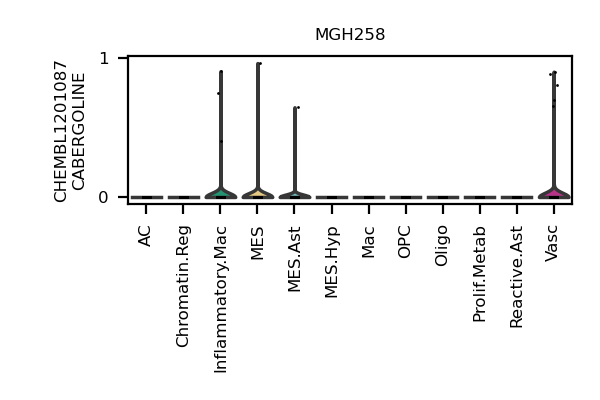 MGH258
CHEMBL1201087
CABERGOLINE
1
0
AC
Chromatin.Reg
Inflammatory.Mac
MES
MES.Ast
MES.Hyp
Mac
OPC
Oligo
Prolif.Metab
Reactive.Ast
Vasc